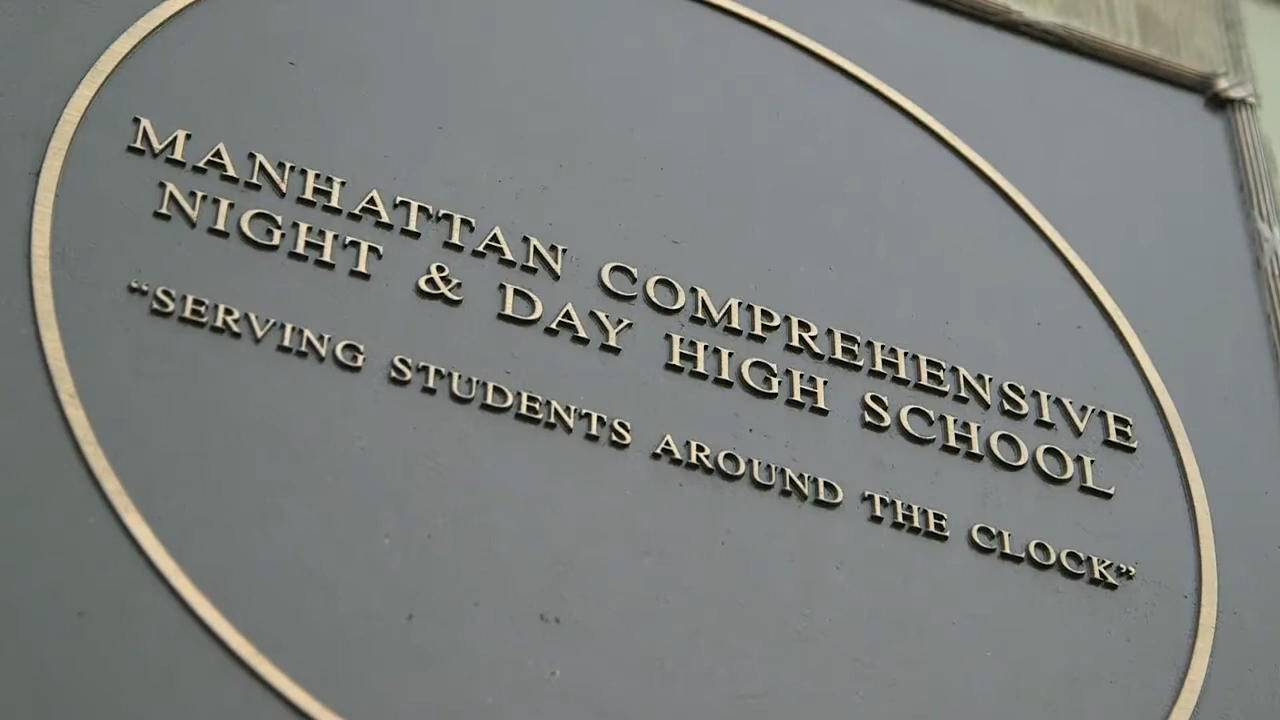 MANHATTAN COMPREHENSIVE
NIGHT & DAY HIGH SCHOOL
“SERVING STUDENTS AROUND THE CLOCK”